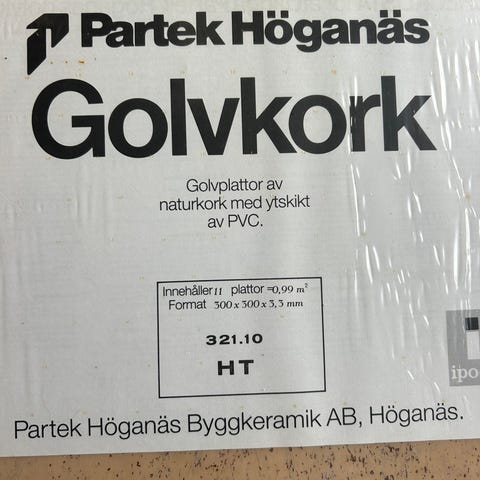 Partek Höganäs
Golvkork
Golvplattor av
naturkork med ytskikt
av PVC.
Innehåller 11 plattor =0,99 m²
Format 300 x 300 x 3,3 mm
321.10
HT
Partek Höganäs Byggkeramik AB, Höganäs.